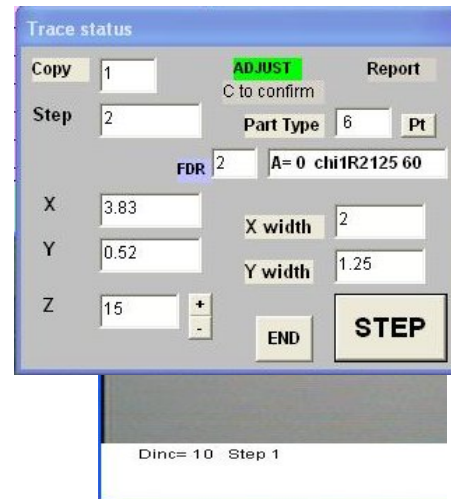 Trace status
Copy 1 ADJUST Report
C to confirm
Step 2 Part Type 6 Pt
FDR 2 A= 0 chi1R2125 60
X 3.83 X width 2
Y 0.52 Y width 1.25
Z 15 + - END STEP
Dinc= 10 Step 1